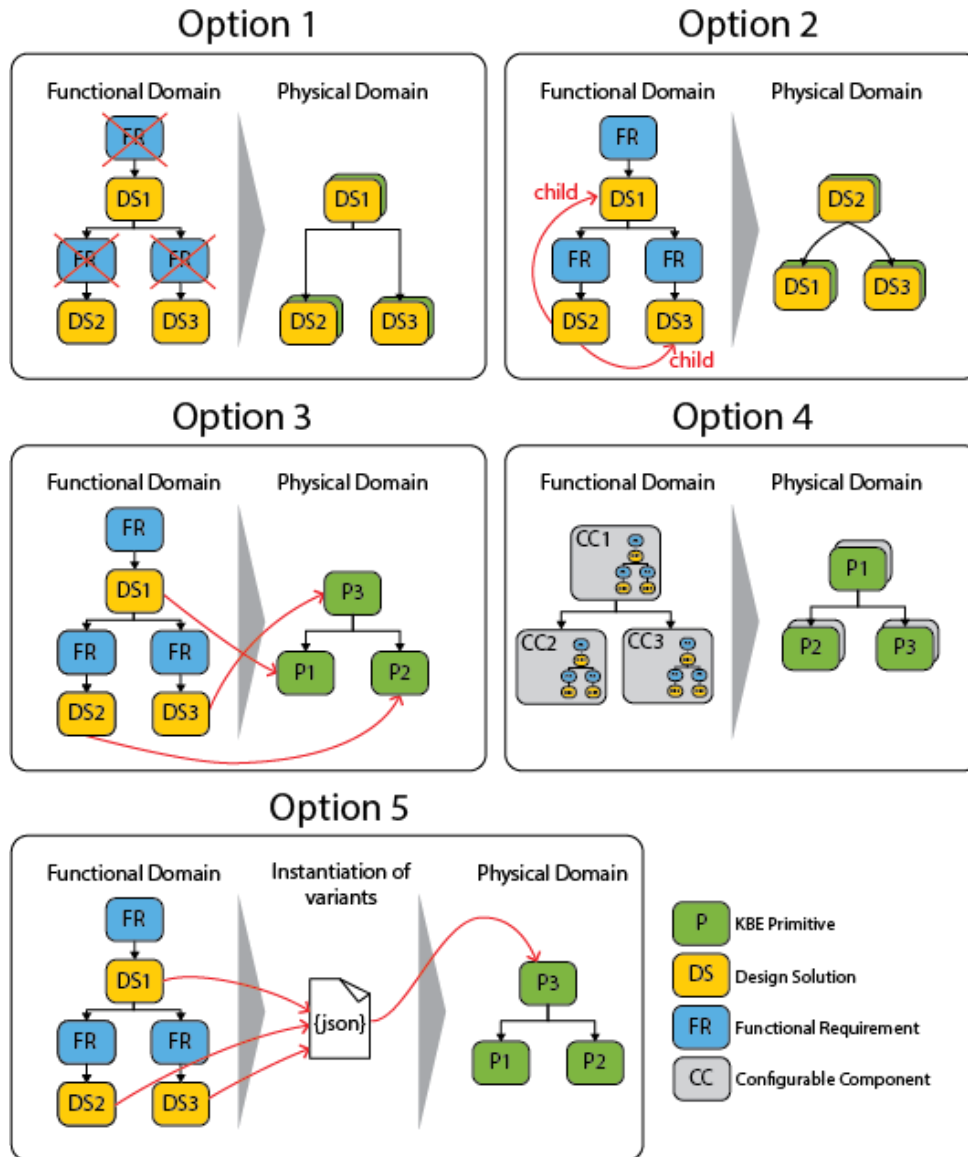 Option 1
Functional Domain
Physical Domain
FR
DS1
FR
FR
DS2
DS3
DS1
DS2
DS3
Option 2
Functional Domain
Physical Domain
FR
child
DS1
FR
FR
DS2
DS3
child
DS2
DS1
DS3
Option 3
Functional Domain
Physical Domain
FR
DS1
FR
FR
DS2
DS3
P3
P1
P2
Option 4
Functional Domain
Physical Domain
CC1
CC2
CC3
P1
P2
P3
Option 5
Functional Domain
Instantiation of
variants
Physical Domain
FR
DS1
FR
FR
DS2
DS3
{json}
P3
P1
P2
P
KBE Primitive
DS
Design Solution
FR
Functional Requirement
CC
Configurable Component